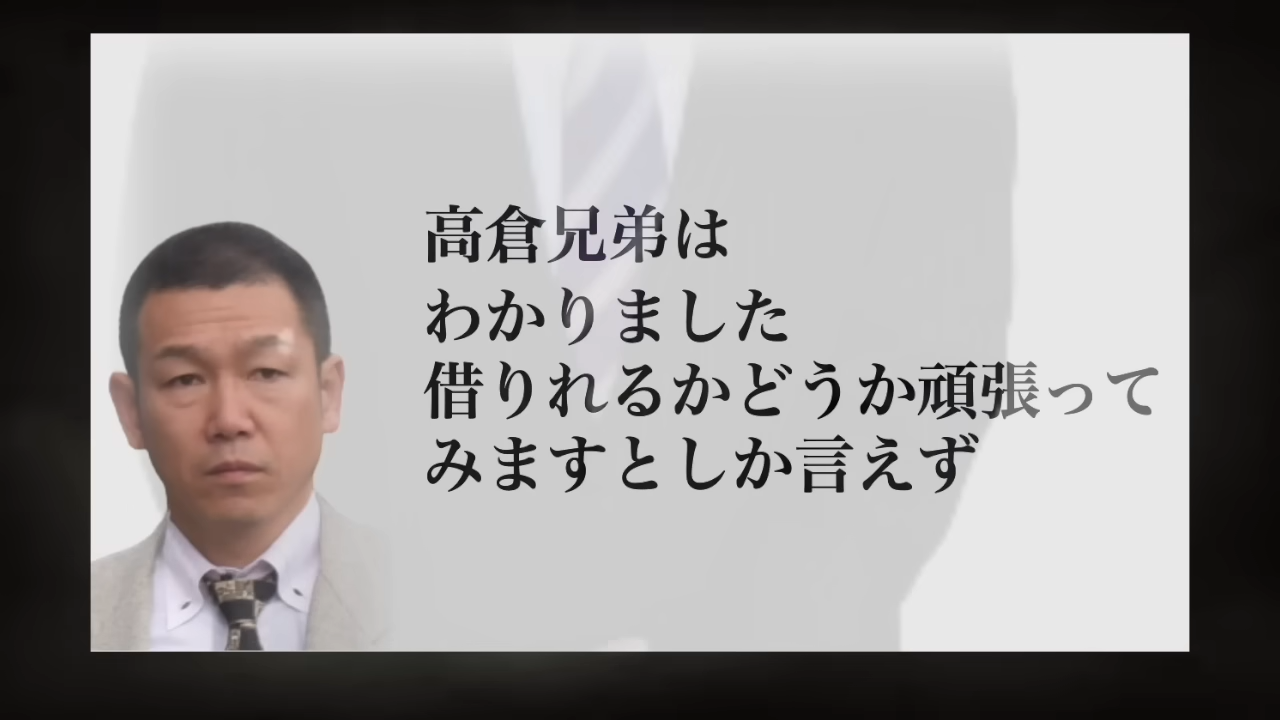 高倉兄弟は
わかりました
借りれるかどうか頑張って
みますとしか言えず